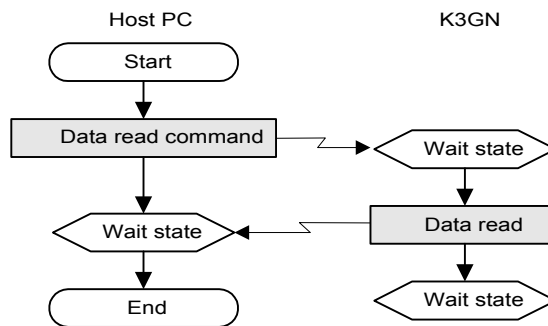 Host PC
K3GN
Start
Data read command
Wait state
Wait state
Data read
End
Wait state